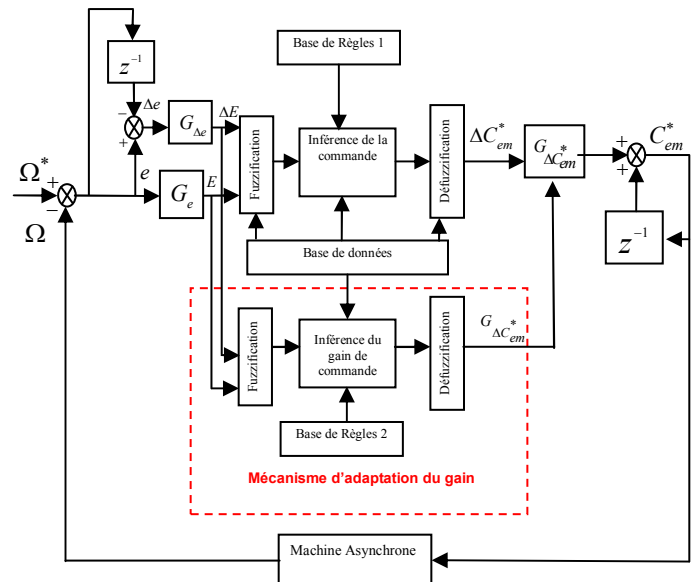 Base de Règles 1
z⁻¹
−
Δe
G_Δe
ΔE
+
Fuzzification
Inférence de la
commande
Défuzzification
ΔC*_em
G_ΔC*_em
+
C*_em
+
Ω*
+
e
G_e
E
−
Ω
z⁻¹
Base de données
Fuzzification
Inférence du
gain de
commande
Défuzzification
G_ΔC*_em
Base de Règles 2
Mécanisme d'adaptation du gain
Machine Asynchrone